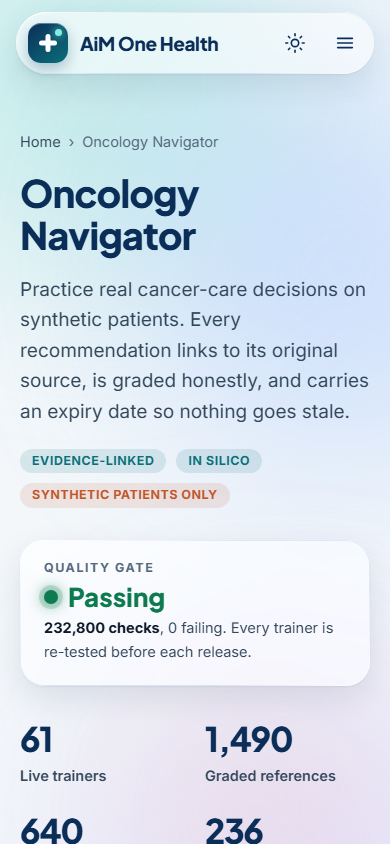 AiM One Health
Home › Oncology Navigator
Oncology
Navigator
Practice real cancer-care decisions on
synthetic patients. Every
recommendation links to its original
source, is graded honestly, and carries
an expiry date so nothing goes stale.
EVIDENCE-LINKED IN SILICO
SYNTHETIC PATIENTS ONLY
QUALITY GATE
Passing
232,800 checks, 0 failing. Every trainer is
re-tested before each release.
61 1,490
Live trainers Graded references
640 236